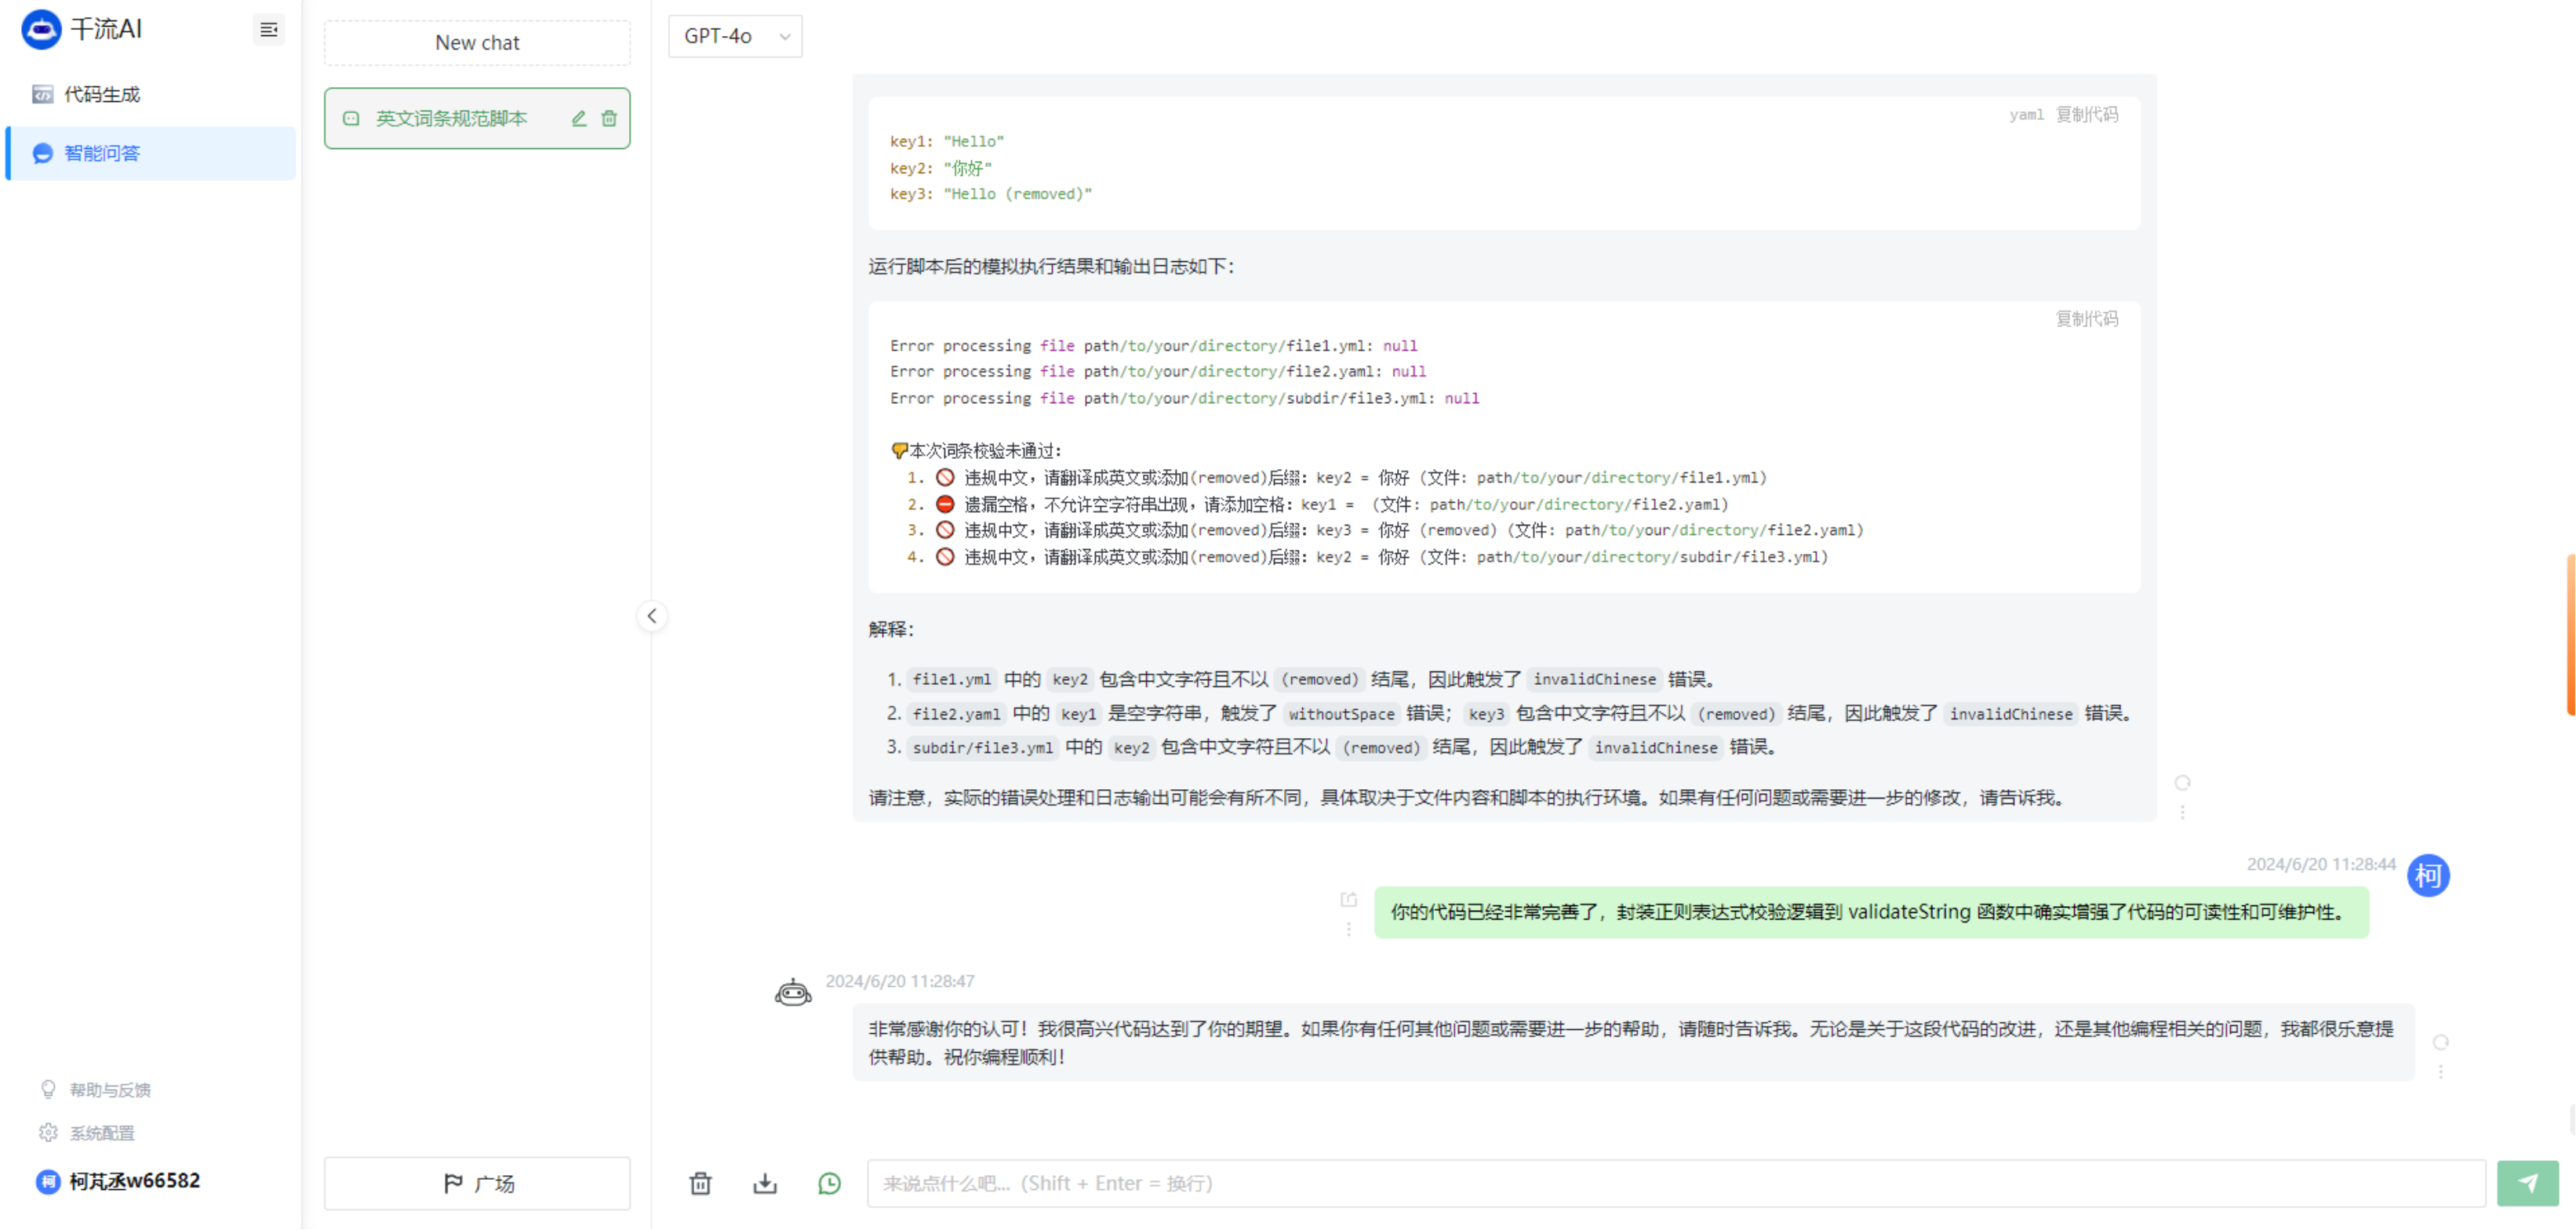 千流AI
代码生成
智能问答
帮助与反馈
系统配置
柯 柯芃丞w66582
New chat
英文词条规范脚本
广场
GPT-4o
yaml 复制代码
key1: "Hello"
key2: "你好"
key3: "Hello (removed)"
运行脚本后的模拟执行结果和输出日志如下：
复制代码
Error processing file path/to/your/directory/file1.yml: null
Error processing file path/to/your/directory/file2.yaml: null
Error processing file path/to/your/directory/subdir/file3.yml: null
👎本次词条校验未通过：
1. 🚫 违规中文，请翻译成英文或添加(removed)后缀：key2 = 你好 (文件: path/to/your/directory/file1.yml)
2. ⛔ 遗漏空格，不允许空字符串出现，请添加空格：key1 =  (文件: path/to/your/directory/file2.yaml)
3. 🚫 违规中文，请翻译成英文或添加(removed)后缀：key3 = 你好 (removed) (文件: path/to/your/directory/file2.yaml)
4. 🚫 违规中文，请翻译成英文或添加(removed)后缀：key2 = 你好 (文件: path/to/your/directory/subdir/file3.yml)
解释：
1. file1.yml 中的 key2 包含中文字符且不以 (removed) 结尾，因此触发了 invalidChinese 错误。
2. file2.yaml 中的 key1 是空字符串，触发了 withoutSpace 错误；key3 包含中文字符且不以 (removed) 结尾，因此触发了 invalidChinese 错误。
3. subdir/file3.yml 中的 key2 包含中文字符且不以 (removed) 结尾，因此触发了 invalidChinese 错误。
请注意，实际的错误处理和日志输出可能会有所不同，具体取决于文件内容和脚本的执行环境。如果有任何问题或需要进一步的修改，请告诉我。
2024/6/20 11:28:44
柯
你的代码已经非常完善了，封装正则表达式校验逻辑到 validateString 函数中确实增强了代码的可读性和可维护性。
2024/6/20 11:28:47
非常感谢你的认可！我很高兴代码达到了你的期望。如果你有任何其他问题或需要进一步的帮助，请随时告诉我。无论是关于这段代码的改进，还是其他编程相关的问题，我都很乐意提
供帮助。祝你编程顺利！
来说点什么吧...（Shift + Enter = 换行）